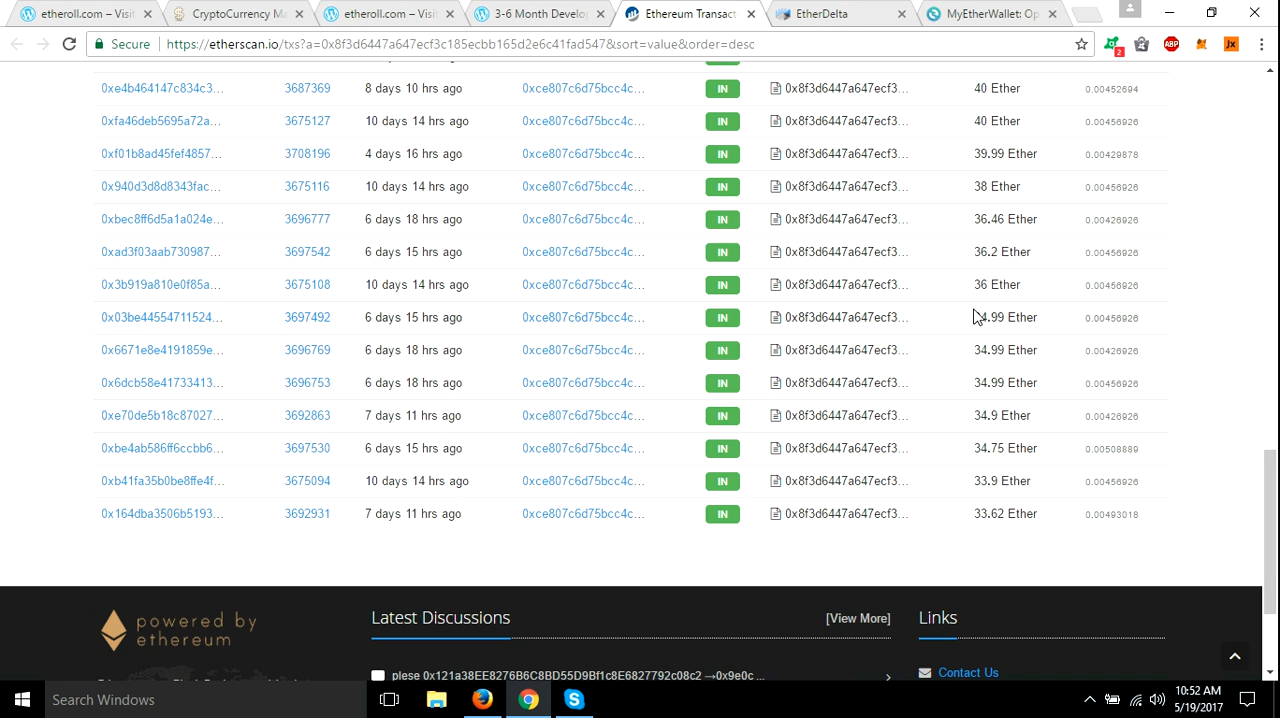 etheroll.com – Visi
CryptoCurrency Ma
etheroll.com – Visi
3-6 Month Develo
Ethereum Transact
EtherDelta
MyEtherWallet: Op
Secure
https://etherscan.io/txs?a=0x8f3d6447a647ecf3c185ecbb165d2e6c41fad547&sort=value&order=desc
2
ABP
Jx
0xe4b464147c834c3... 3687369 8 days 10 hrs ago 0xce807c6d75bcc4c... IN 0x8f3d6447a647ecf3... 40 Ether 0.00452694
0xfa46deb5695a72a... 3675127 10 days 14 hrs ago 0xce807c6d75bcc4c... IN 0x8f3d6447a647ecf3... 40 Ether 0.00456926
0xf01b8ad45fef4857... 3708196 4 days 16 hrs ago 0xce807c6d75bcc4c... IN 0x8f3d6447a647ecf3... 39.99 Ether 0.00429878
0x940d3d8d8343fac... 3675116 10 days 14 hrs ago 0xce807c6d75bcc4c... IN 0x8f3d6447a647ecf3... 38 Ether 0.00456926
0xbec8ff6d5a1a024e... 3696777 6 days 18 hrs ago 0xce807c6d75bcc4c... IN 0x8f3d6447a647ecf3... 36.46 Ether 0.00426926
0xad3f03aab730987... 3697542 6 days 15 hrs ago 0xce807c6d75bcc4c... IN 0x8f3d6447a647ecf3... 36.2 Ether 0.00456926
0x3b919a810e0f85a... 3675108 10 days 14 hrs ago 0xce807c6d75bcc4c... IN 0x8f3d6447a647ecf3... 36 Ether 0.00456926
0x03be44554711524... 3697492 6 days 15 hrs ago 0xce807c6d75bcc4c... IN 0x8f3d6447a647ecf3... 4.99 Ether 0.00456926
0x6671e8e4191859e... 3696769 6 days 18 hrs ago 0xce807c6d75bcc4c... IN 0x8f3d6447a647ecf3... 34.99 Ether 0.00426926
0x6dcb58e41733413... 3696753 6 days 18 hrs ago 0xce807c6d75bcc4c... IN 0x8f3d6447a647ecf3... 34.99 Ether 0.00456926
0xe70de5b18c87027... 3692863 7 days 11 hrs ago 0xce807c6d75bcc4c... IN 0x8f3d6447a647ecf3... 34.9 Ether 0.00426926
0xbe4ab586ff6ccbb6... 3697530 6 days 15 hrs ago 0xce807c6d75bcc4c... IN 0x8f3d6447a647ecf3... 34.75 Ether 0.00508889
0xb41fa35b0be8ffe4f... 3675094 10 days 14 hrs ago 0xce807c6d75bcc4c... IN 0x8f3d6447a647ecf3... 33.9 Ether 0.00456926
0x164dba3506b5193... 3692931 7 days 11 hrs ago 0xce807c6d75bcc4c... IN 0x8f3d6447a647ecf3... 33.62 Ether 0.00493018
powered by
ethereum
Latest Discussions
[View More]
Links
plese 0x121a38EE8276B6C8BD55D9Bf1c8E6827792c08c2 →0x9e0c ...
Contact Us
Search Windows
10:52 AM
5/19/2017